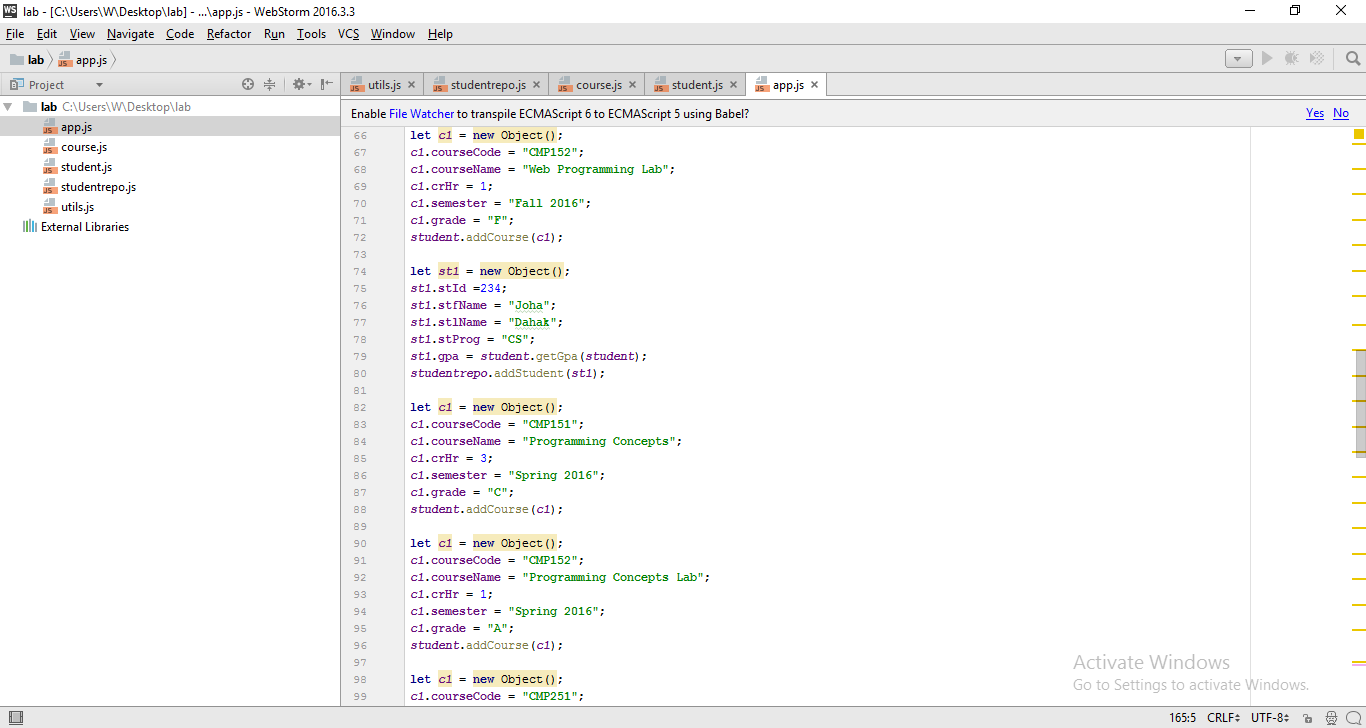 lab - [C:\Users\W\Desktop\lab] - ...\app.js - WebStorm 2016.3.3
File Edit View Navigate Code Refactor Run Tools VCS Window Help
lab app.js
Project
utils.js studentrepo.js course.js student.js app.js
lab C:\Users\W\Desktop\lab
app.js
course.js
student.js
studentrepo.js
utils.js
External Libraries
Enable File Watcher to transpile ECMAScript 6 to ECMAScript 5 using Babel? Yes No
66 let c1 = new Object();
67 c1.courseCode = "CMP152";
68 c1.courseName = "Web Programming Lab";
69 c1.crHr = 1;
70 c1.semester = "Fall 2016";
71 c1.grade = "F";
72 student.addCourse(c1);
73
74 let st1 = new Object();
75 st1.stId =234;
76 st1.stfName = "Joha";
77 st1.stlName = "Dahak";
78 st1.stProg = "CS";
79 st1.gpa = student.getGpa(student);
80 studentrepo.addStudent(st1);
81
82 let c1 = new Object();
83 c1.courseCode = "CMP151";
84 c1.courseName = "Programming Concepts";
85 c1.crHr = 3;
86 c1.semester = "Spring 2016";
87 c1.grade = "C";
88 student.addCourse(c1);
89
90 let c1 = new Object();
91 c1.courseCode = "CMP152";
92 c1.courseName = "Programming Concepts Lab";
93 c1.crHr = 1;
94 c1.semester = "Spring 2016";
95 c1.grade = "A";
96 student.addCourse(c1);
97
98 let c1 = new Object();
99 c1.courseCode = "CMP251";
Activate Windows
Go to Settings to activate Windows.
165:5 CRLF UTF-8